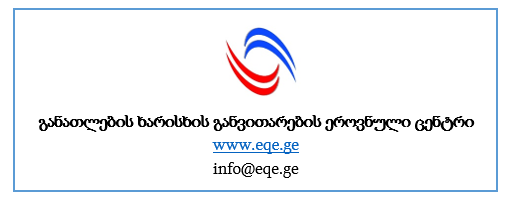 განათლების ხარისხის განვითარების ეროვნული ცენტრი
www.eqe.ge
info@eqe.ge